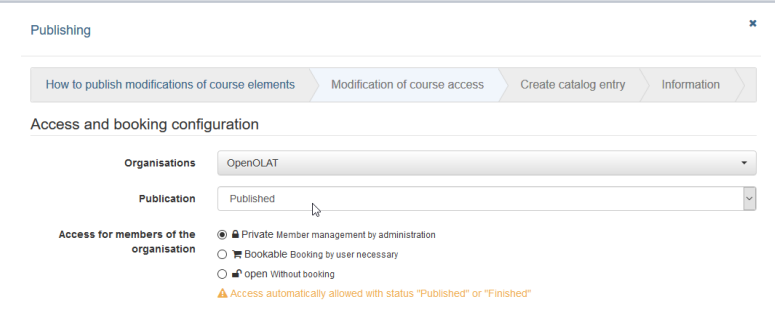 Publishing
How to publish modifications of course elements Modification of course access Create catalog entry Information
Access and booking configuration
Organisations OpenOLAT
Publication Published
Access for members of the organisation
Private Member management by administration
Bookable Booking by user necessary
open Without booking
Access automatically allowed with status "Published" or "Finished"